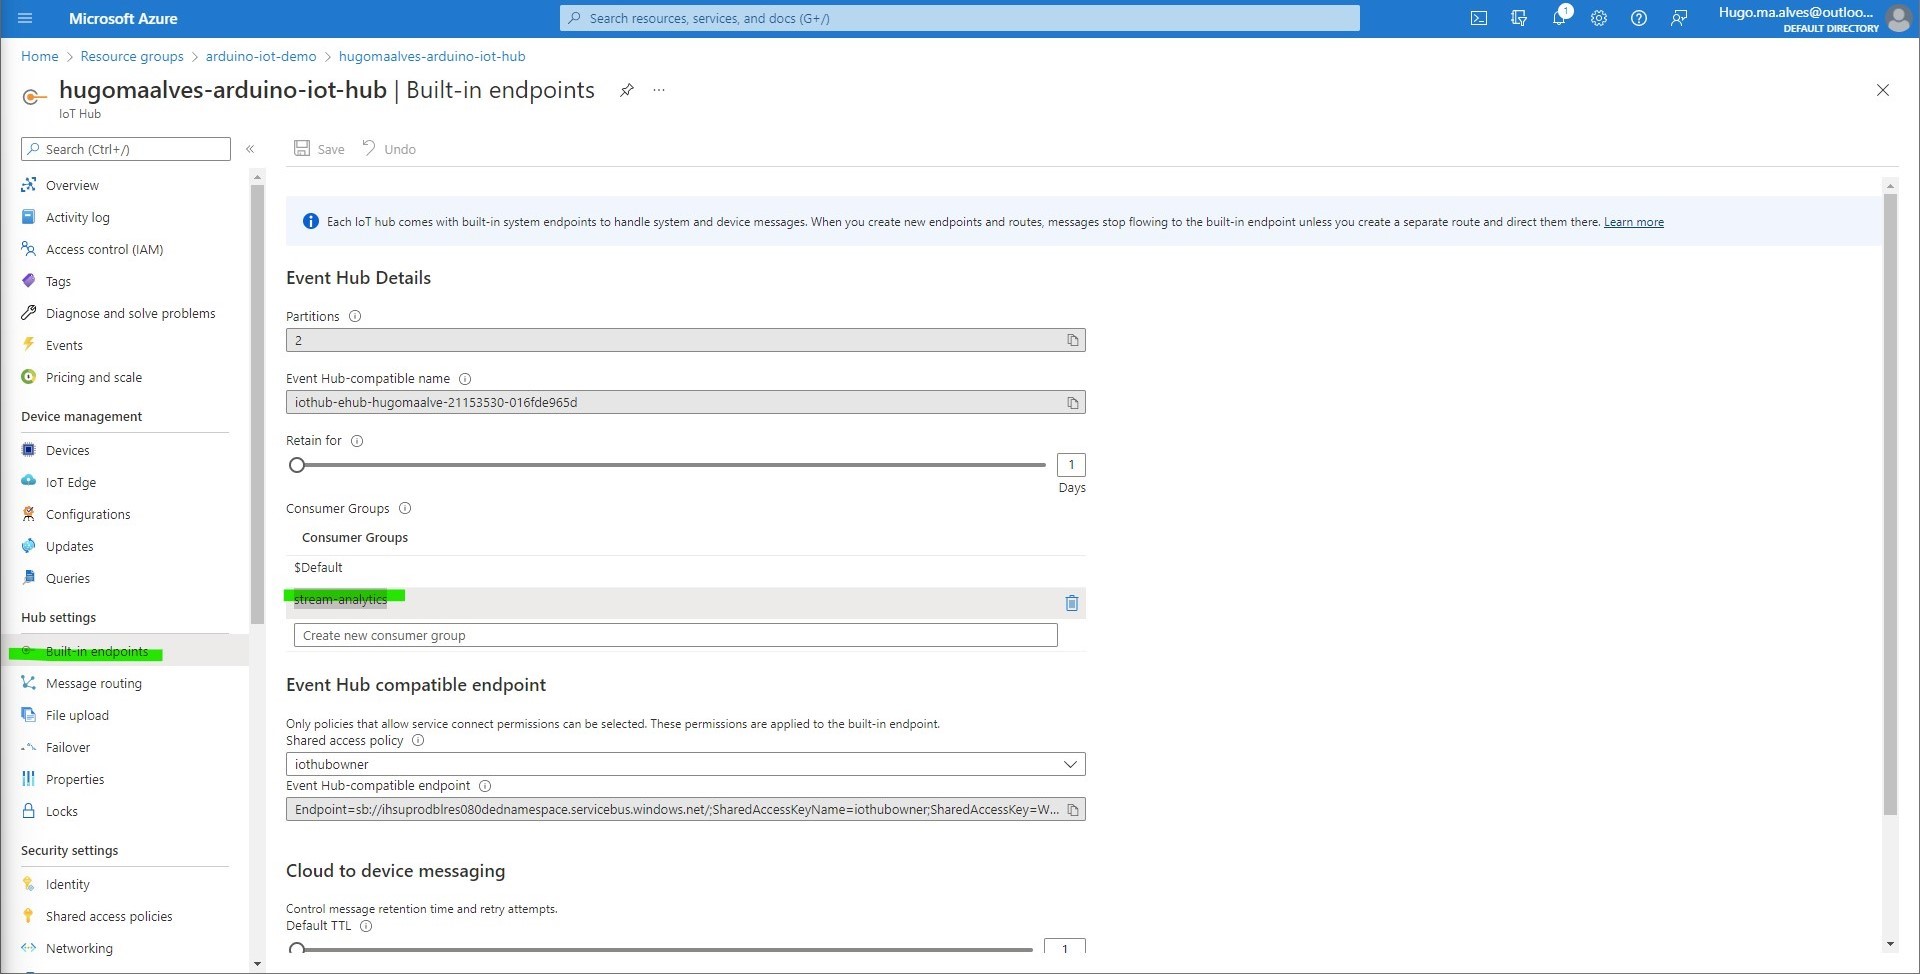 Microsoft Azure
Search resources, services, and docs (G+/)
1
Hugo.ma.alves@outloo...
DEFAULT DIRECTORY
Home > Resource groups > arduino-iot-demo > hugomaalves-arduino-iot-hub
hugomaalves-arduino-iot-hub | Built-in endpoints
IoT Hub
Search (Ctrl+/)
Save
Undo
Overview
Activity log
Access control (IAM)
Tags
Diagnose and solve problems
Events
Pricing and scale
Device management
Devices
IoT Edge
Configurations
Updates
Queries
Hub settings
Built-in endpoints
Message routing
File upload
Failover
Properties
Locks
Security settings
Identity
Shared access policies
Networking
Each IoT hub comes with built-in system endpoints to handle system and device messages. When you create new endpoints and routes, messages stop flowing to the built-in endpoint unless you create a separate route and direct them there. Learn more
Event Hub Details
Partitions
2
Event Hub-compatible name
iothub-ehub-hugomaalve-21153530-016fde965d
Retain for
1
Days
Consumer Groups
Consumer Groups
$Default
stream-analytics
Create new consumer group
Event Hub compatible endpoint
Only policies that allow service connect permissions can be selected. These permissions are applied to the built-in endpoint.
Shared access policy
iothubowner
Event Hub-compatible endpoint
Endpoint=sb://ihsuprodblres080dednamespace.servicebus.windows.net/;SharedAccessKeyName=iothubowner;SharedAccessKey=W...
Cloud to device messaging
Control message retention time and retry attempts.
Default TTL
1